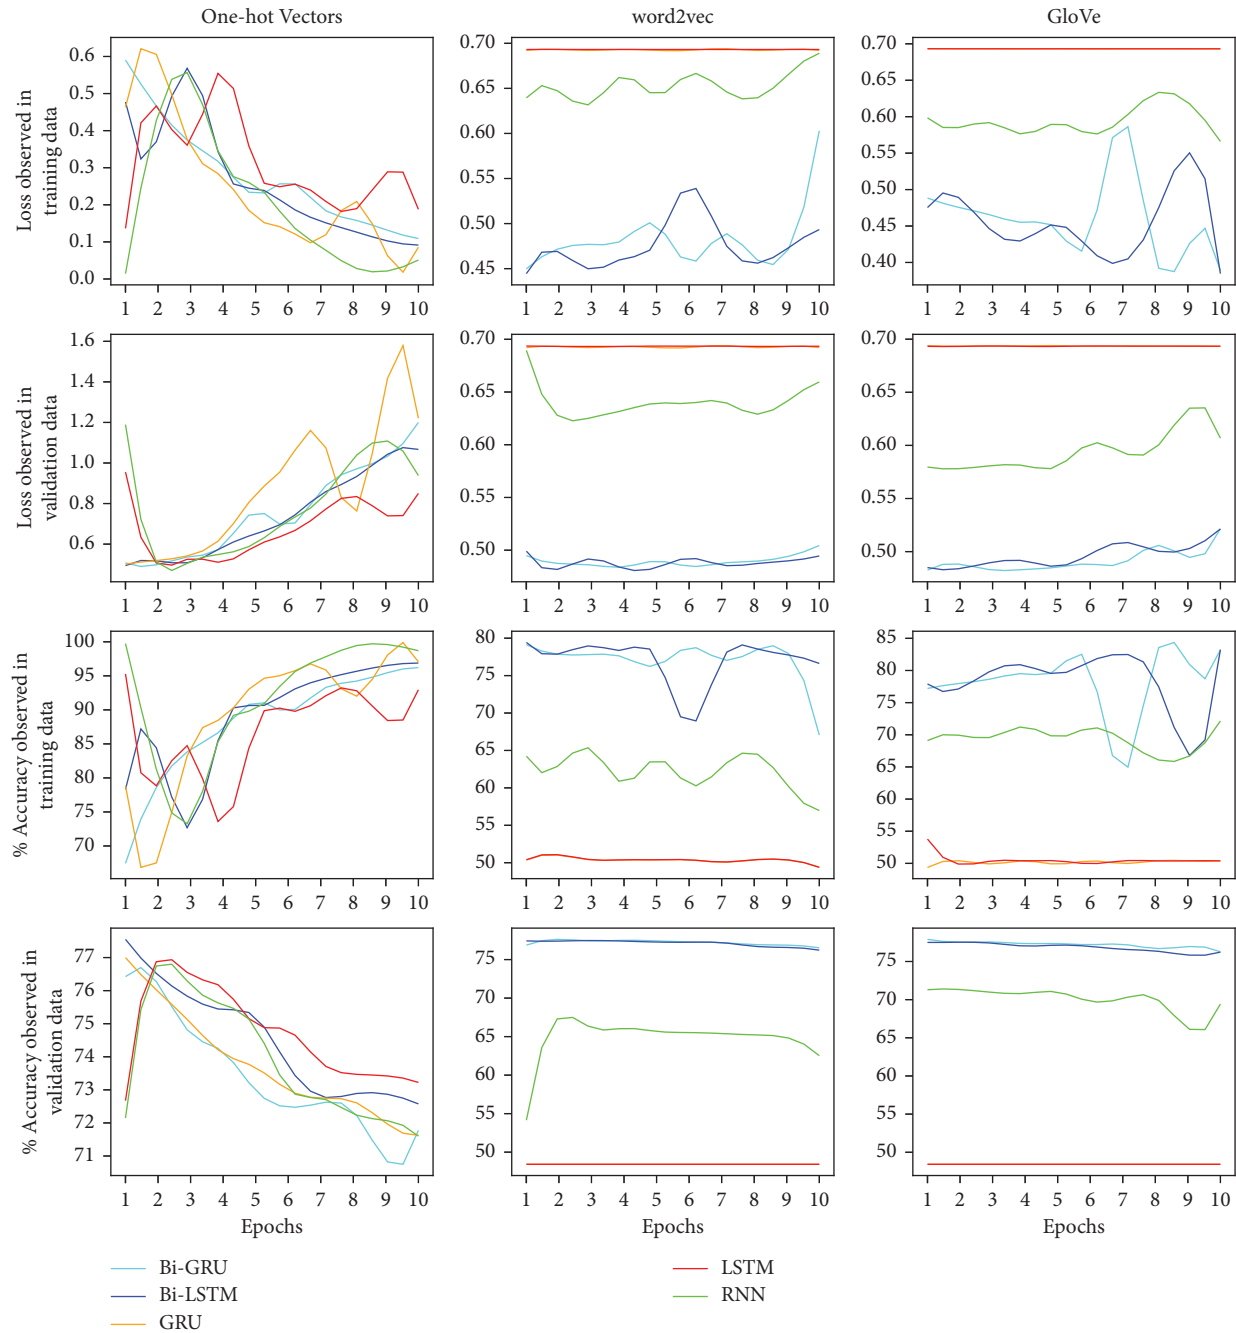 One-hot Vectors
word2vec
GloVe
Loss observed in
training data
0.6
0.5
0.4
0.3
0.2
0.1
0.0
1 2 3 4 5 6 7 8 9 10
0.70
0.65
0.60
0.55
0.50
0.45
1 2 3 4 5 6 7 8 9 10
0.70
0.65
0.60
0.55
0.50
0.45
0.40
1 2 3 4 5 6 7 8 9 10
Loss observed in
validation data
1.6
1.4
1.2
1.0
0.8
0.6
1 2 3 4 5 6 7 8 9 10
0.70
0.65
0.60
0.55
0.50
1 2 3 4 5 6 7 8 9 10
0.70
0.65
0.60
0.55
0.50
1 2 3 4 5 6 7 8 9 10
% Accuracy observed in
training data
100
95
90
85
80
75
70
1 2 3 4 5 6 7 8 9 10
80
75
70
65
60
55
50
1 2 3 4 5 6 7 8 9 10
85
80
75
70
65
60
55
50
1 2 3 4 5 6 7 8 9 10
% Accuracy observed in
validation data
77
76
75
74
73
72
71
1 2 3 4 5 6 7 8 9 10
Epochs
75
70
65
60
55
50
1 2 3 4 5 6 7 8 9 10
Epochs
75
70
65
60
55
50
1 2 3 4 5 6 7 8 9 10
Epochs
Bi-GRU
Bi-LSTM
GRU
LSTM
RNN